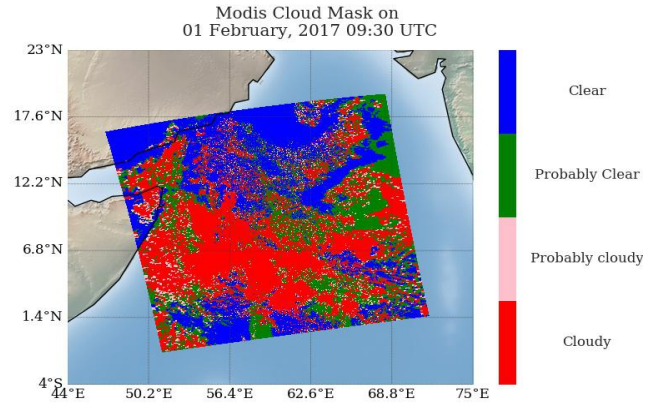 Modis Cloud Mask on
01 February, 2017 09:30 UTC
23°N
17.6°N
12.2°N
6.8°N
1.4°N
4°S
44°E 50.2°E 56.4°E 62.6°E 68.8°E 75°E
Clear
Probably Clear
Probably cloudy
Cloudy